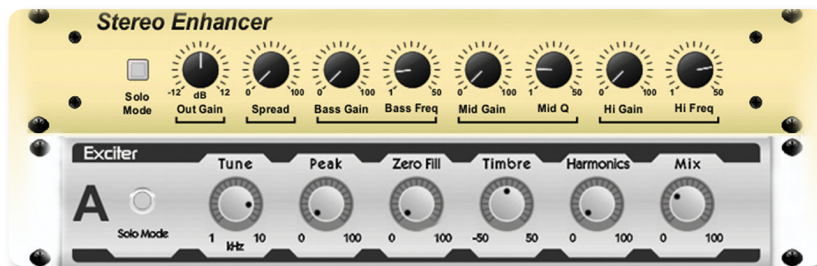 Stereo Enhancer
Solo Mode
-12 dB 12 0 100 0 100 1 50 0 100 1 50 0 100 1 50
Out Gain Spread Bass Gain Bass Freq Mid Gain Mid Q Hi Gain Hi Freq
Exciter
Tune Peak Zero Fill Timbre Harmonics Mix
A
Solo Mode
1 kHz 10 0 100 0 100 -50 50 0 100 0 100